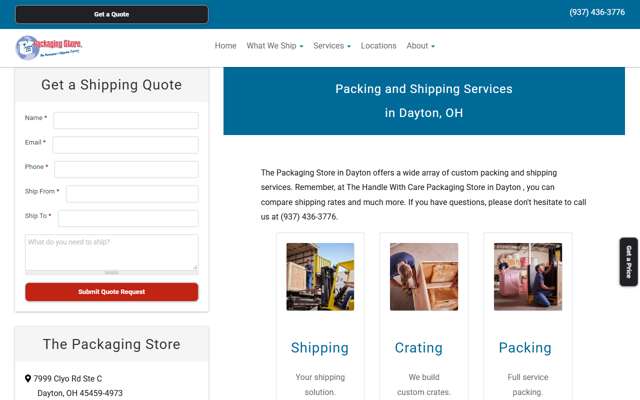 Get a Quote
(937) 436-3776
Packaging Store.
Home
What We Ship
Services
Locations
About
Get a Shipping Quote
Name *
Email *
Phone *
Ship From *
Ship To *
What do you need to ship?
Submit Quote Request
The Packaging Store
7999 Clyo Rd Ste C
Dayton, OH 45459-4973
Packing and Shipping Services
in Dayton, OH
The Packaging Store in Dayton offers a wide array of custom packing and shipping
services. Remember, at The Handle With Care Packaging Store in Dayton , you can
compare shipping rates and much more. If you have questions, please don't hesitate to call
us at (937) 436-3776.
Shipping
Your shipping
solution.
Crating
We build
custom crates.
Packing
Full service
packing.
Get a Price